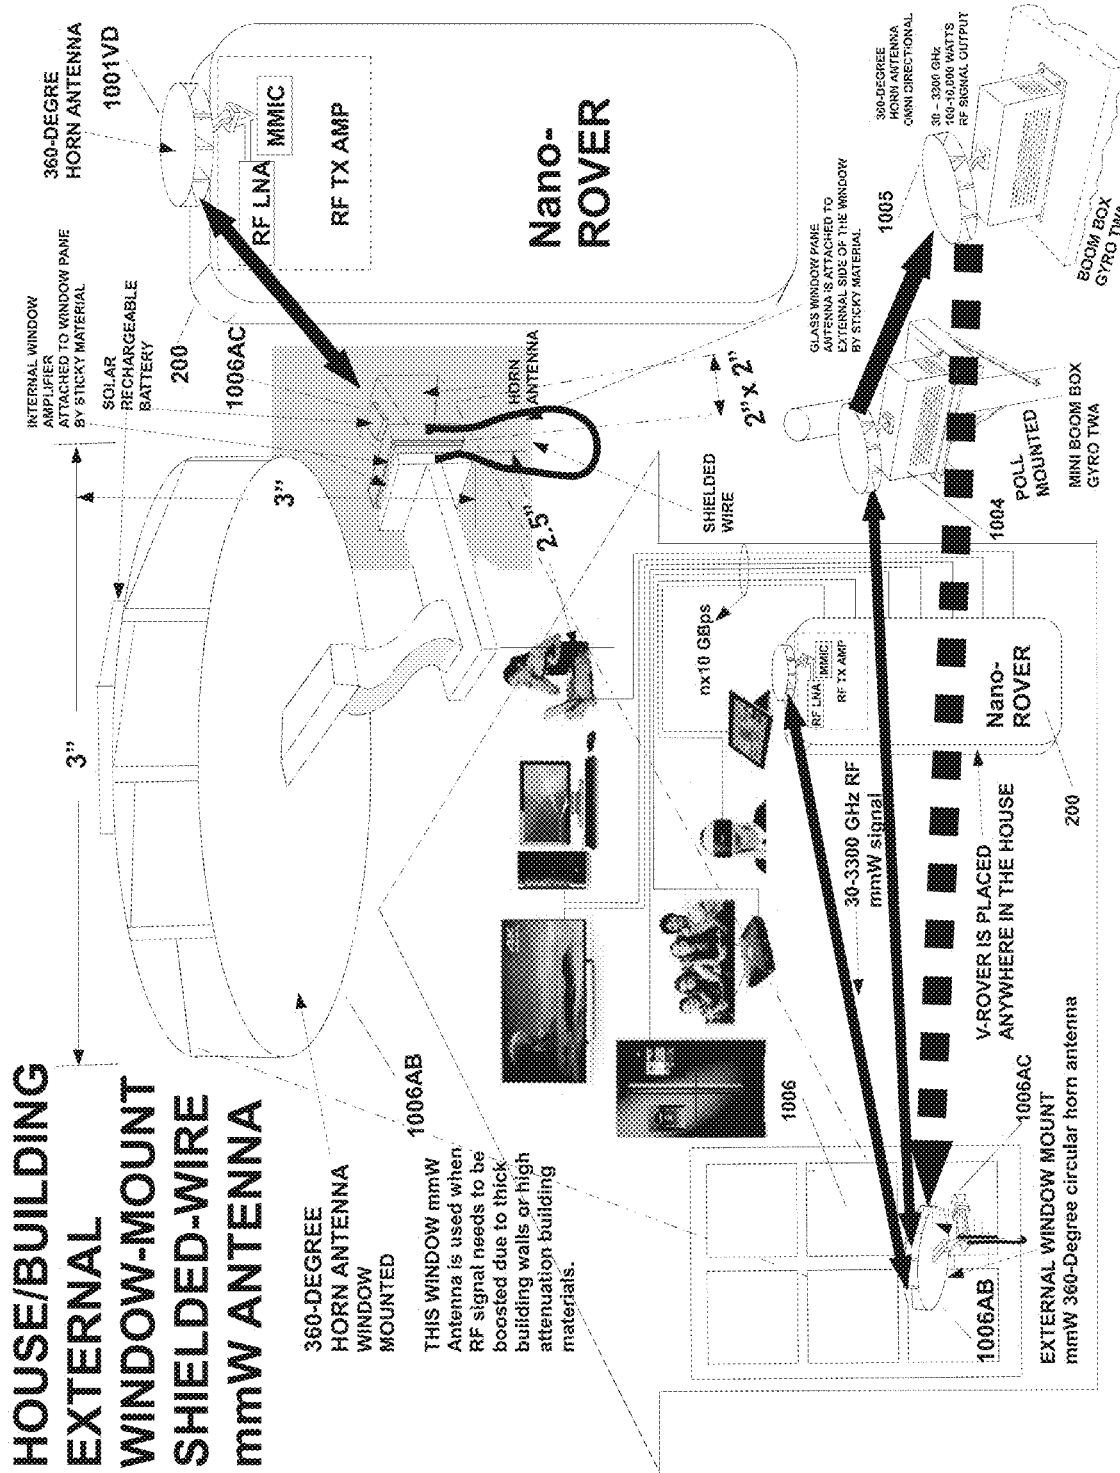 HOUSE/BUILDING
EXTERNAL
WINDOW-MOUNT
SHIELDED-WIRE
mmW ANTENNA
3”
INTERNAL WINDOW
AMPLIFIER
ATTACHED TO WINDOW PANE
BY STICKY MATERIAL
SOLAR
RECHARGEABLE
BATTERY
360-DEGRE
HORN ANTENNA
1001VD
200
1006AC
RF LNA
MMIC
RF TX AMP
Nano-
ROVER
3”
HORN
ANTENNA
2.5”
2” x 2”
SHIELDED
WIRE
GLASS WINDOW PANE
ANTENNA IS ATTACHED TO
EXTERNAL SIDE OF THE WINDOW
BY STICKY MATERIAL
360-DEGREE
HORN ANTENNA
WINDOW
MOUNTED
1006AB
THIS WINDOW mmW
Antenna is used when
RF signal needs to be
boosted due to thick
building walls or high
attenuation building
materials.
1006
nx10 GBps
RF LNA
MMIC
RF TX AMP
Nano-
ROVER
200
30-3300 GHz RF
mmW signal
V-ROVER IS PLACED
ANYWHERE IN THE HOUSE
1004
POLL
MOUNTED
MINI BOOM BOX
GYRO TWA
1005
360-DEGREE
HORN ANTENNA
OMNI DIRECTIONAL
30 – 3300 GHz
100-10,000 WATTS
RF SIGNAL OUTPUT
BOOM BOX
GYRO TWA
1006AB
1006AC
EXTERNAL WINDOW MOUNT
mmW 360-Degree circular horn antenna